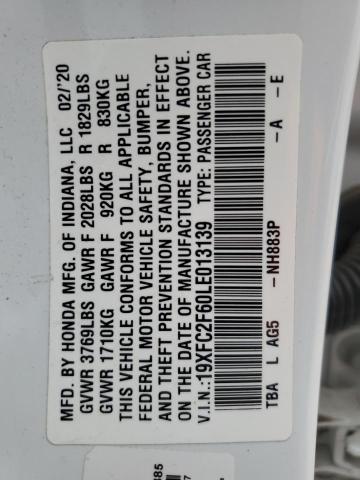 MFD. BY HONDA MFG. OF INDIANA, LLC 02/'20
GVWR 3769LBS GAWR F 2028LBS R 1829LBS
GVWR 1710KG GAWR F 920KG R 830KG
THIS VEHICLE CONFORMS TO ALL APPLICABLE
FEDERAL MOTOR VEHICLE SAFETY, BUMPER,
AND THEFT PREVENTION STANDARDS IN EFFECT
ON THE DATE OF MANUFACTURE SHOWN ABOVE.
V.I.N.:19XFC2F60LE013139 TYPE: PASSENGER CAR
TBA L AG5 -NH883P -A -E